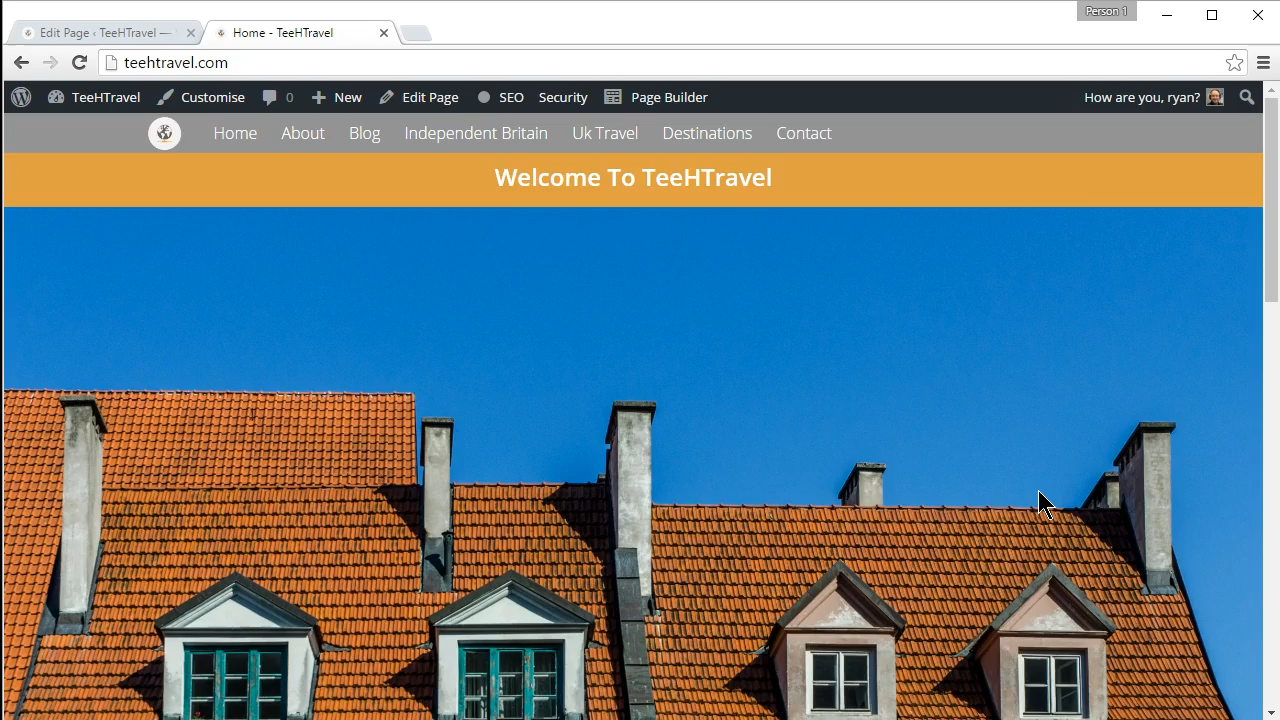 Person 1
Edit Page ‹ TeeHTravel —
Home - TeeHTravel
teehtravel.com
TeeHTravel Customise 0 New Edit Page SEO Security Page Builder How are you, ryan?
Home About Blog Independent Britain Uk Travel Destinations Contact
Welcome To TeeHTravel